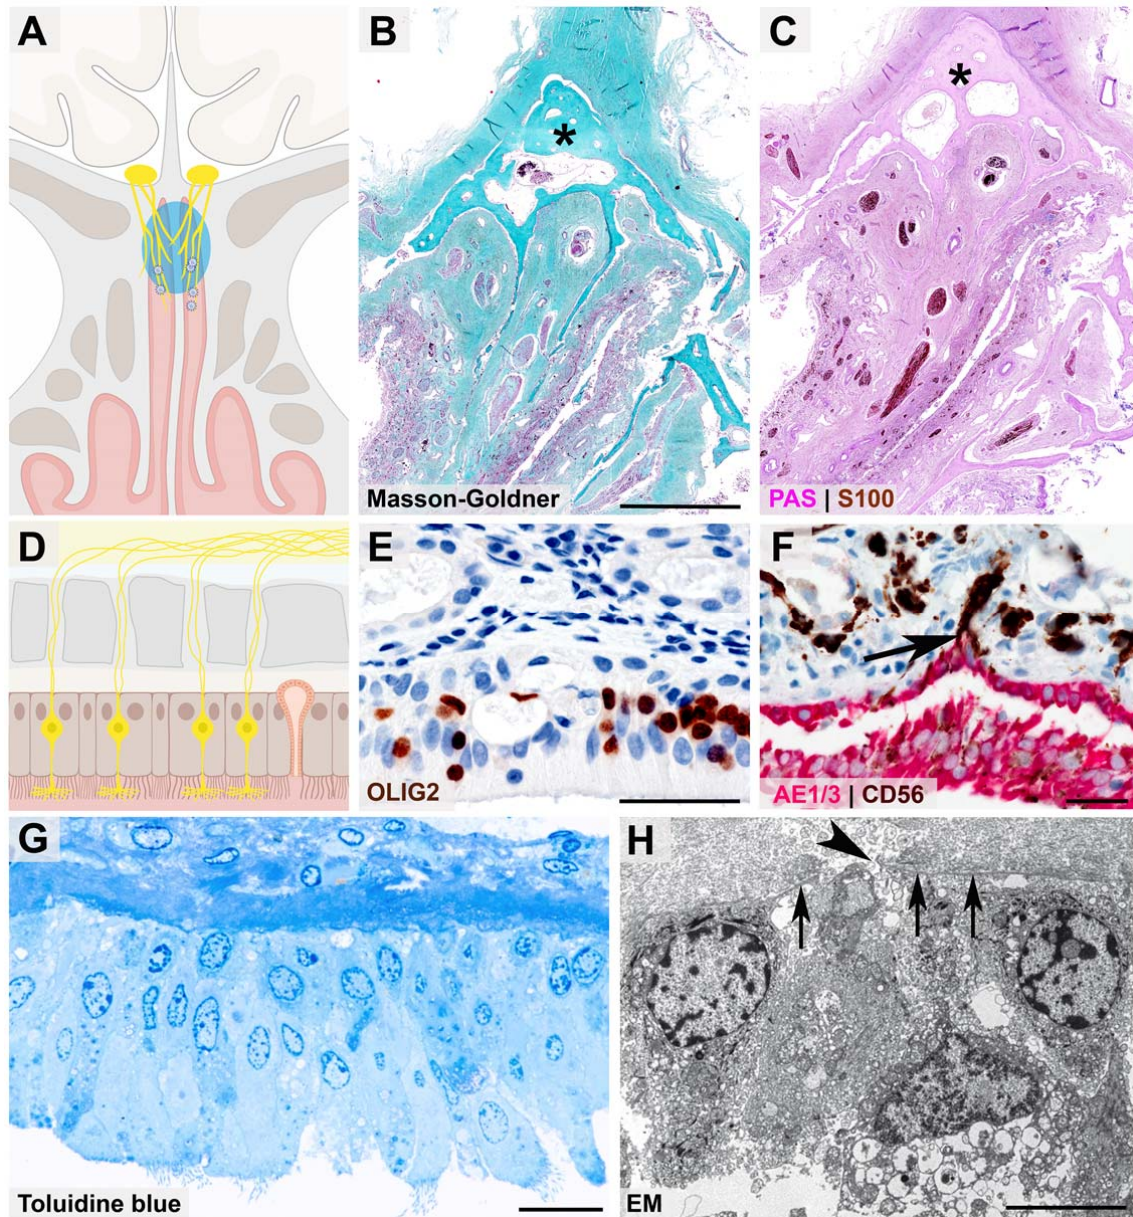 A
B
*
Masson-Goldner
C
*
PAS | S100
D
E
OLIG2
F
AE1/3 | CD56
G
Toluidine blue
H
EM